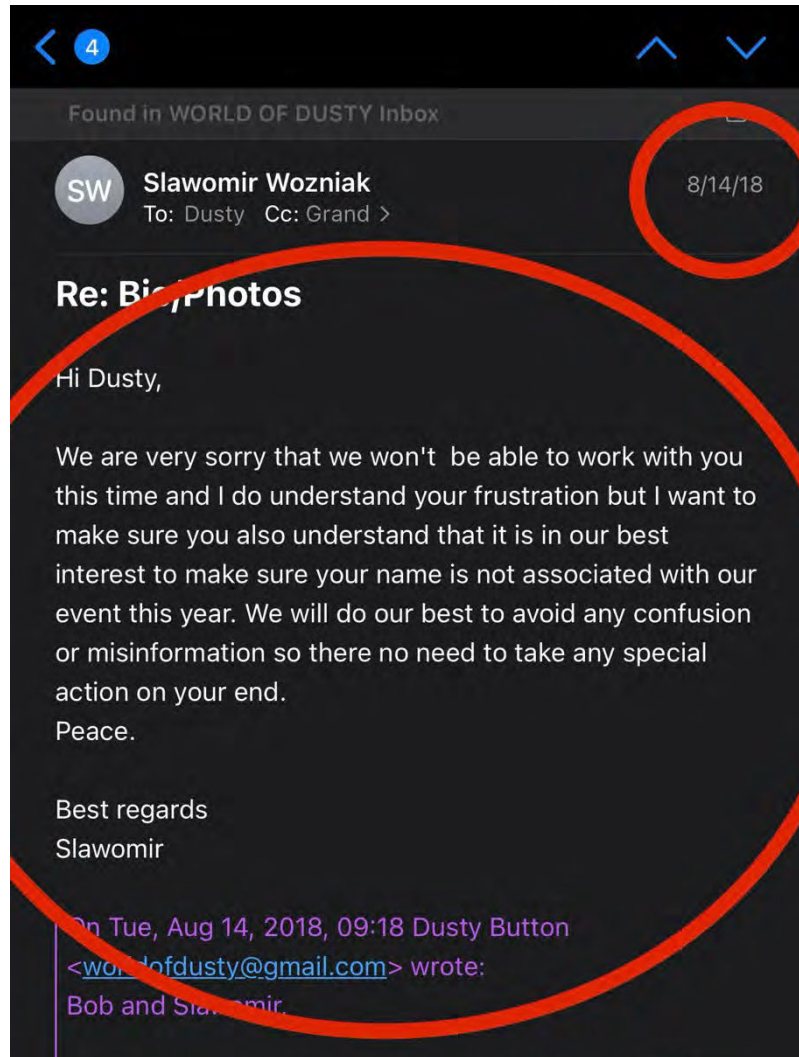 4
Found in WORLD OF DUSTY Inbox
SW
Slawomir Wozniak
8/14/18
To: Dusty Cc: Grand >
Re: Bio/Photos
Hi Dusty,
We are very sorry that we won't  be able to work with you
this time and I do understand your frustration but I want to
make sure you also understand that it is in our best
interest to make sure your name is not associated with our
event this year. We will do our best to avoid any confusion
or misinformation so there no need to take any special
action on your end.
Peace.
Best regards
Slawomir
On Tue, Aug 14, 2018, 09:18 Dusty Button
<worldofdusty@gmail.com> wrote:
Bob and Slawomir,